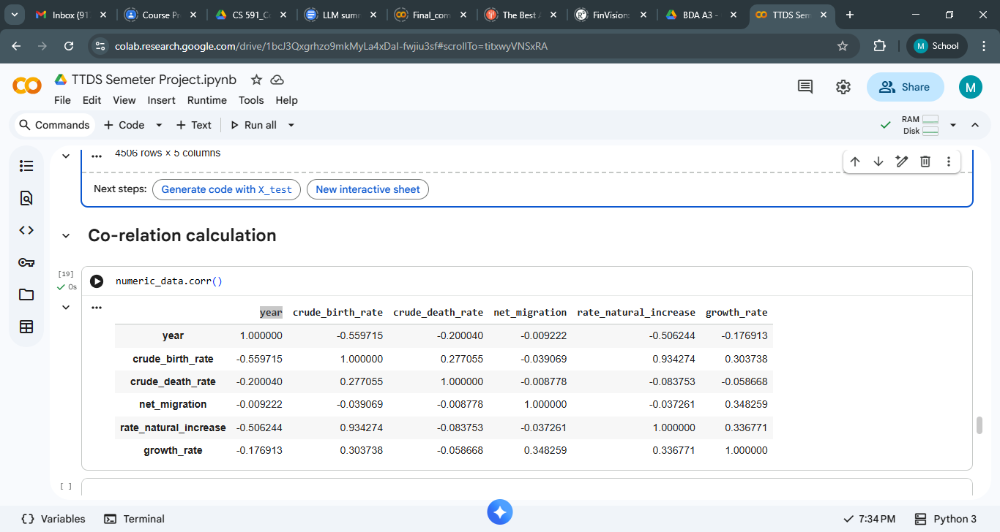 Inbox (91 Course Pr CS 591_C LLM sumr Final_com The Best A FinVision: BDA A3 - TTDS Sem
colab.research.google.com/drive/1bcJ3Qxgrhzo9mkMyLa4xDaI-fwjiu3sf#scrollTo=titxwyVNSxRA M School
TTDS Semeter Project.ipynb
File Edit View Insert Runtime Tools Help
Share M
Commands + Code + Text Run all RAM
Disk
4506 rows × 5 columns
Next steps: Generate code with X_test New interactive sheet
Co-relation calculation
[19]
0s
numeric_data.corr()
year crude_birth_rate crude_death_rate net_migration rate_natural_increase growth_rate
year 1.000000 -0.559715 -0.200040 -0.009222 -0.506244 -0.176913
crude_birth_rate -0.559715 1.000000 0.277055 -0.039069 0.934274 0.303738
crude_death_rate -0.200040 0.277055 1.000000 -0.008778 -0.083753 -0.058668
net_migration -0.009222 -0.039069 -0.008778 1.000000 -0.037261 0.348259
rate_natural_increase -0.506244 0.934274 -0.083753 -0.037261 1.000000 0.336771
growth_rate -0.176913 0.303738 -0.058668 0.348259 0.336771 1.000000
[ ]
{} Variables Terminal 7:34 PM Python 3